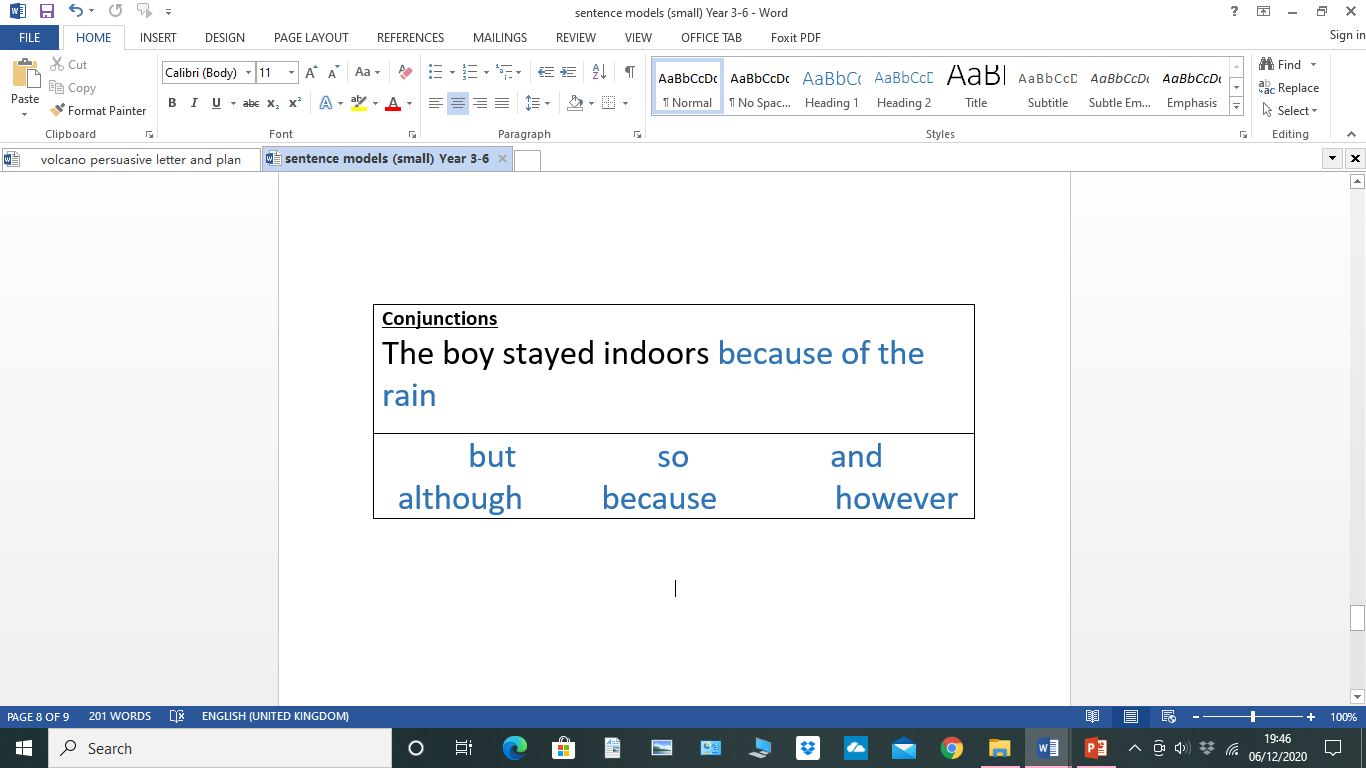 sentence models (small) Year 3-6 - Word
FILE HOME INSERT DESIGN PAGE LAYOUT REFERENCES MAILINGS REVIEW VIEW OFFICE TAB Foxit PDF Sign in
Paste
Cut
Copy
Format Painter
Clipboard
Calibri (Body) 11
Font
Paragraph
AaBbCcDc AaBbCcDc AaBbCc AaBbCcD AaBl AaBbCcD AaBbCcDc AaBbCcDc
¶ Normal ¶ No Spac... Heading 1 Heading 2 Title Subtitle Subtle Em... Emphasis
Styles
Find
Replace
Select
Editing
volcano persuasive letter and plan sentence models (small) Year 3-6
Conjunctions
The boy stayed indoors because of the
rain
but so and
although because however
PAGE 8 OF 9 201 WORDS ENGLISH (UNITED KINGDOM) 100%
Search
19:46
06/12/2020